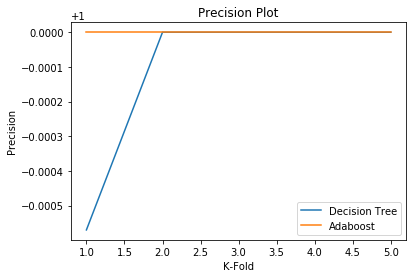 Precision Plot
+1
0.0000
−0.0001
−0.0002
−0.0003
−0.0004
−0.0005
Precision
1.0 1.5 2.0 2.5 3.0 3.5 4.0 4.5 5.0
K-Fold
Decision Tree
Adaboost